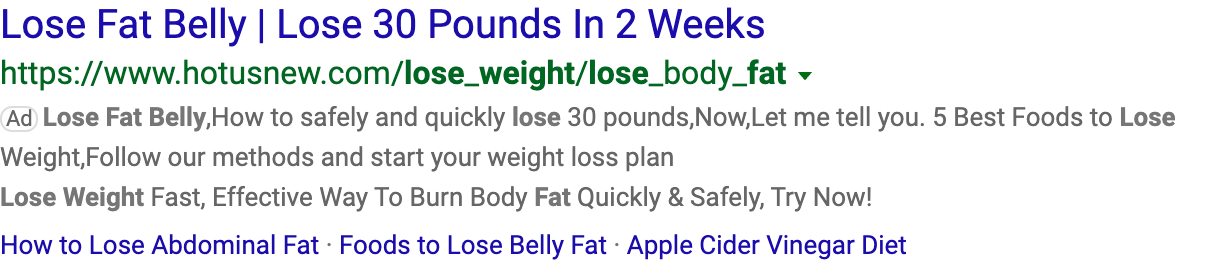 Lose Fat Belly | Lose 30 Pounds In 2 Weeks
https://www.hotusnew.com/lose_weight/lose_body_fat
Ad Lose Fat Belly,How to safely and quickly lose 30 pounds,Now,Let me tell you. 5 Best Foods to Lose
Weight,Follow our methods and start your weight loss plan
Lose Weight Fast, Effective Way To Burn Body Fat Quickly & Safely, Try Now!
How to Lose Abdominal Fat · Foods to Lose Belly Fat · Apple Cider Vinegar Diet